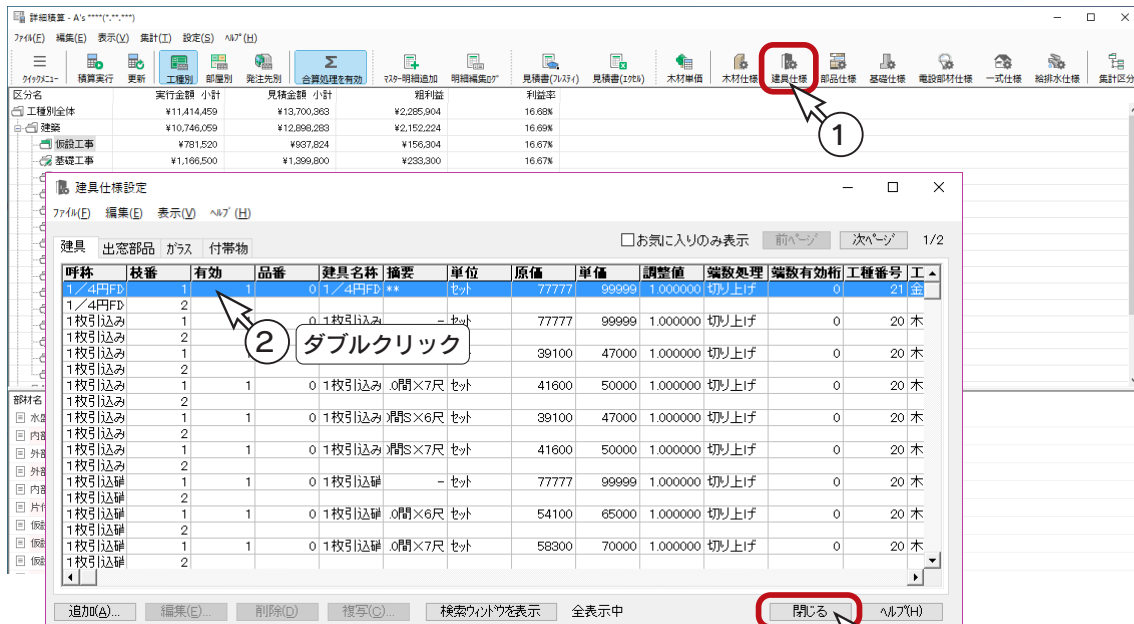 詳細積算 - A's ****(*.**.***)
ファイル(F) 編集(E) 表示(V) 集計(T) 設定(S) ヘルプ(H)
クイックメニュー 積算実行 更新 工種別 部屋別 発注先別 合算処理を有効 マスター明細追加 明細編集ログ 見積書(フレスティ) 見積書(エクセル) 木材単価 木材仕様 建具仕様 部品仕様 基礎仕様 電設部材仕様 一式仕様 給排水仕様 集計区分
区分名 実行金額 小計 見積金額 小計 粗利益 利益率
工種別全体 ¥11,414,459 ¥13,700,363 ¥2,285,904 16.68%
建築 ¥10,746,059 ¥12,898,283 ¥2,152,224 16.69%
仮設工事 ¥781,520 ¥937,824 ¥156,304 16.67%
基礎工事 ¥1,166,500 ¥1,399,800 ¥233,300 16.67%
①
建具仕様設定
ファイル(F) 編集(E) 表示(V) ヘルプ(H)
建具 出窓部品 ガラス 付帯物 お気に入りのみ表示 前ページ 次ページ 1/2
呼称 枝番 有効 品番 建具名称 摘要 単位 原価 単価 調整値 端数処理 端数有効桁 工種番号 工
1／4円FD 1 1 0 1／4円FD ** セット 77777 99999 1.000000 切り上げ 0 21 金
1／4円FD 2
1枚引込み 1 0 1枚引込み - セット 77777 99999 1.000000 切り上げ 0 20 木
1枚引込み 2
② ダブルクリック
1枚引込み 1 39100 47000 1.000000 切り上げ 0 20 木
1枚引込み 2
1枚引込み 1 1 0 1枚引込み .0間×7尺 セット 41600 50000 1.000000 切り上げ 0 20 木
1枚引込み 2
1枚引込み 1 1 0 1枚引込み 0間S×6尺 セット 39100 47000 1.000000 切り上げ 0 20 木
1枚引込み 2
1枚引込み 1 1 0 1枚引込み 0間S×7尺 セット 41600 50000 1.000000 切り上げ 0 20 木
1枚引込み 2
1枚引込 1 1 0 1枚引込 - セット 77777 99999 1.000000 切り上げ 0 20 木
1枚引込 2
1枚引込 1 1 0 1枚引込 .0間×6尺 セット 54100 65000 1.000000 切り上げ 0 20 木
1枚引込 2
1枚引込 1 1 0 1枚引込 .0間×7尺 セット 58300 70000 1.000000 切り上げ 0 20 木
1枚引込 2
追加(A)... 編集(E)... 削除(D) 複写(C)... 検索ウィンドウを表示 全表示中 閉じる ヘルプ(H)
部材名
内部
外部
外部
内部
片付
仮設
仮設
仮設